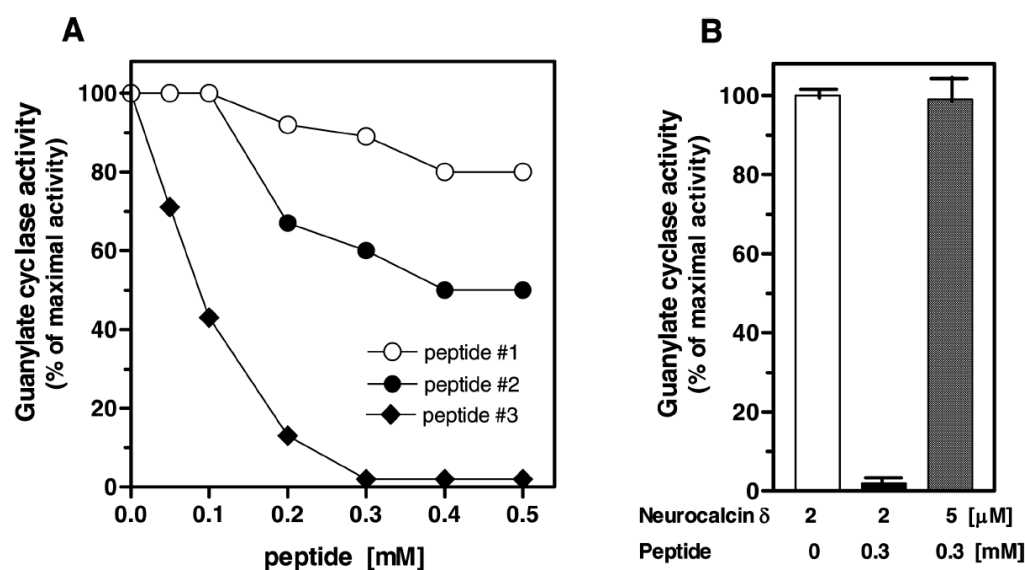 A
Guanylate cyclase activity
(% of maximal activity)
100
80
60
40
20
0
peptide #1
peptide #2
peptide #3
0.0 0.1 0.2 0.3 0.4 0.5
peptide [mM]
B
Guanylate cyclase activity
(% of maximal activity)
100
80
60
40
20
0
Neurocalcin δ 2 2 5 [μM]
Peptide 0 0.3 0.3 [mM]